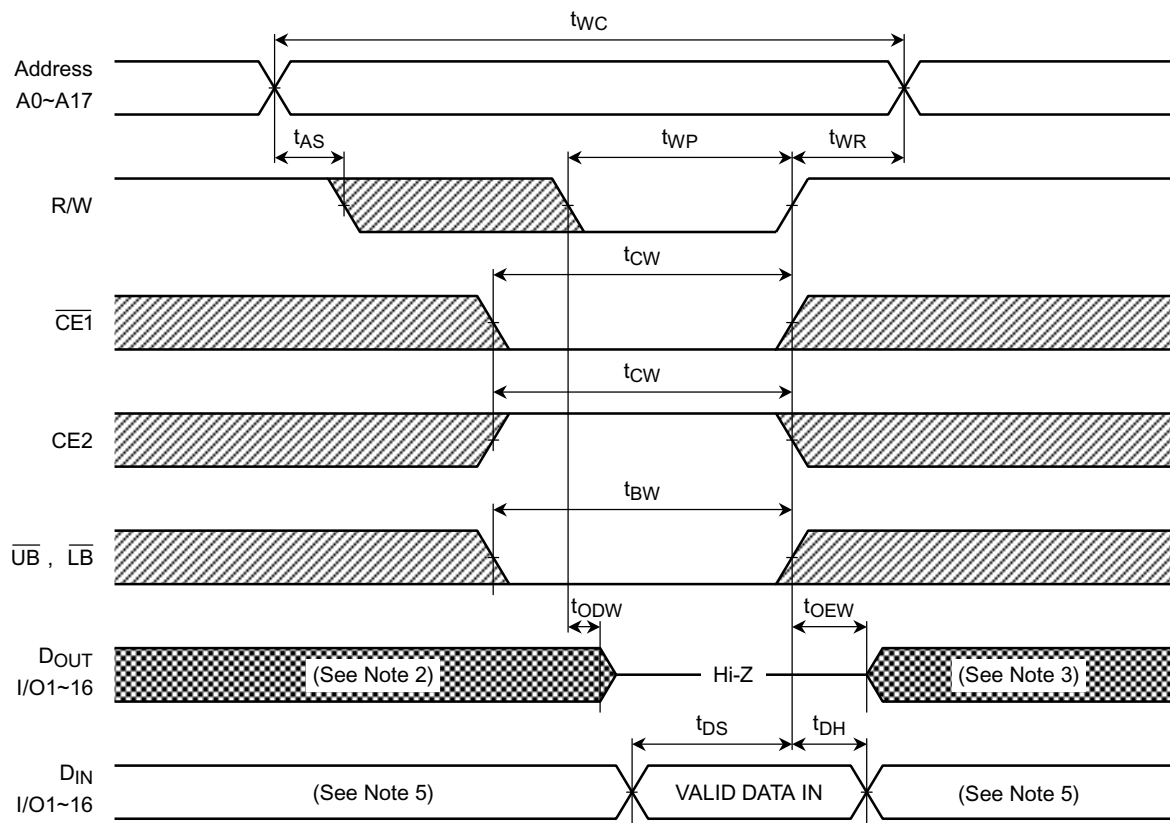 tWC
Address
A0~A17
tAS
tWP
tWR
R/W
tCW
CE1
tCW
CE2
tBW
UB , LB
tODW
tOEW
DOUT
I/O1~16
(See Note 2)
Hi-Z
(See Note 3)
tDS
tDH
DIN
I/O1~16
(See Note 5)
VALID DATA IN
(See Note 5)